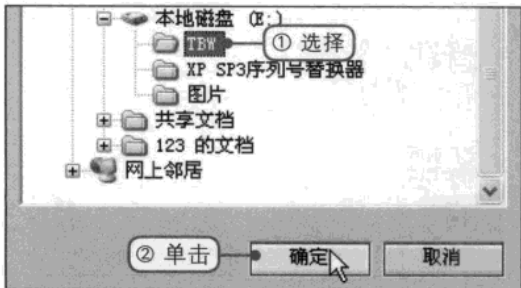 本地磁盘 (E:)
TBW ① 选择
XP SP3序列号替换器
图片
共享文档
123 的文档
网上邻居
② 单击 确定 取消